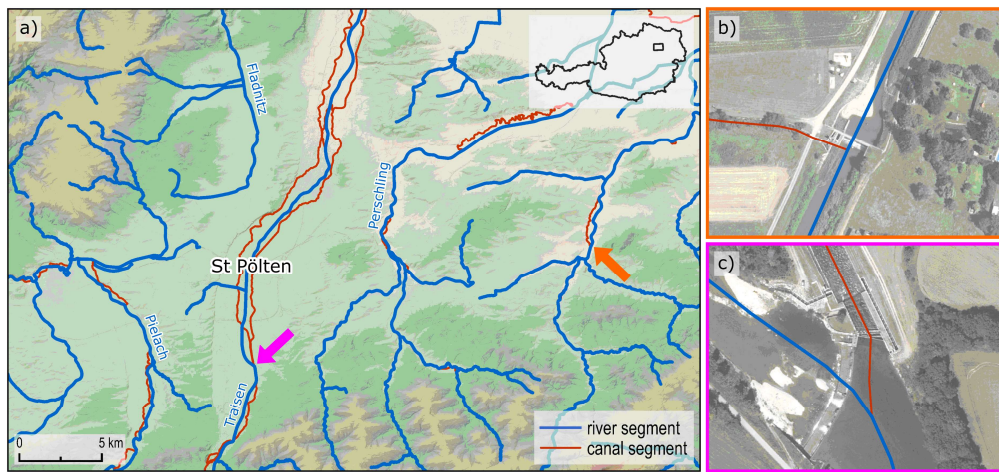 a)
Fladnitz
Perschling
St Pölten
Pielach
Traisen
0
5 km
river segment
canal segment
b)
c)